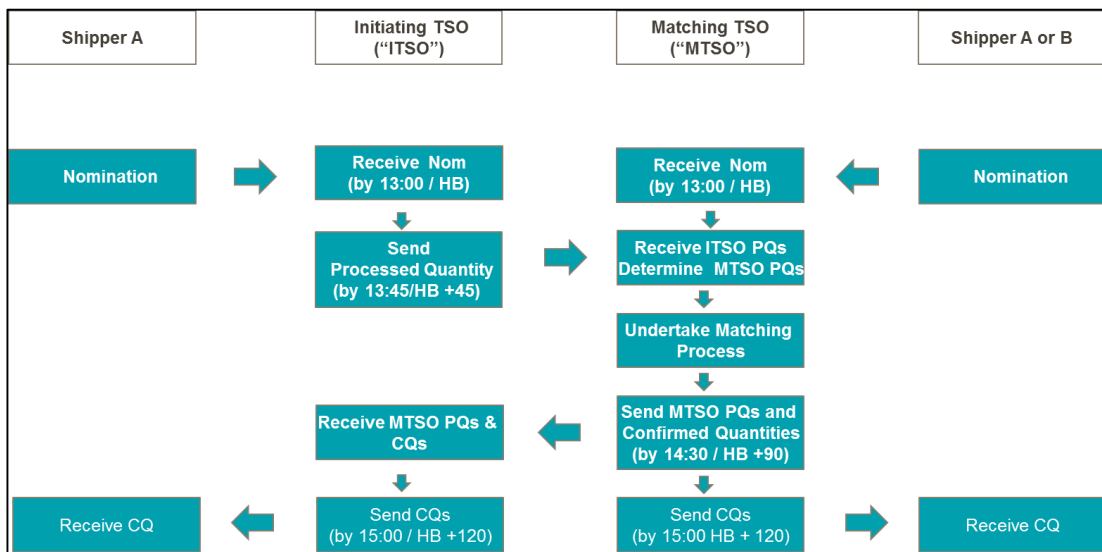 Shipper A
Initiating TSO
(“ITSO”)
Matching TSO
(“MTSO”)
Shipper A or B
Nomination
Receive Nom
(by 13:00 / HB)
Receive Nom
(by 13:00 / HB)
Nomination
Send
Processed Quantity
(by 13:45/HB +45)
Receive ITSO PQs
Determine MTSO PQs
Undertake Matching
Process
Receive MTSO PQs &
CQs
Send MTSO PQs and
Confirmed Quantities
(by 14:30 / HB +90)
Receive CQ
Send CQs
(by 15:00 / HB +120)
Send CQs
(by 15:00 HB + 120)
Receive CQ